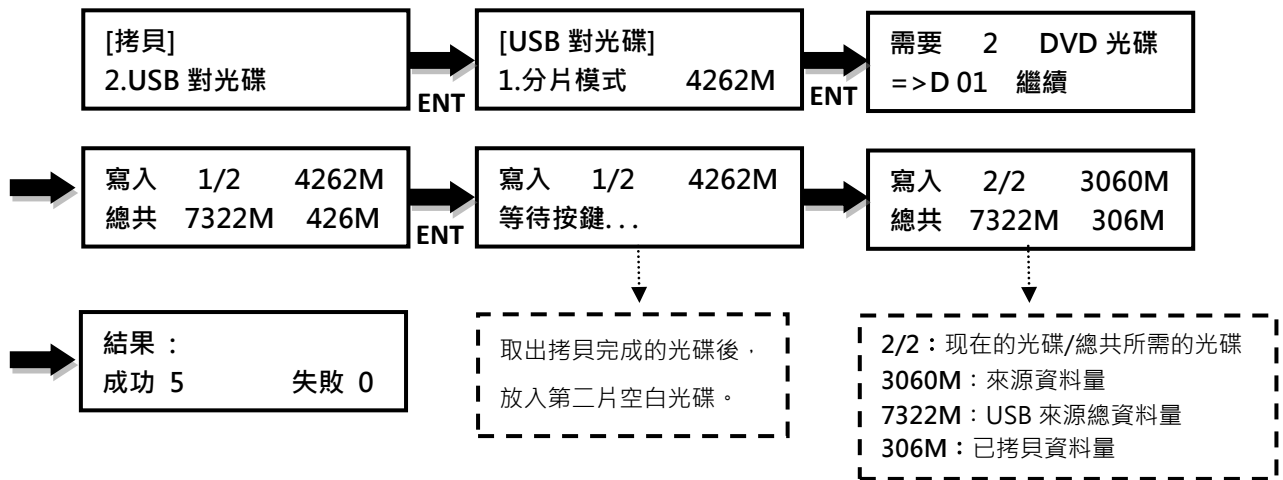 [拷貝]
2.USB 對光碟
ENT
[USB 對光碟]
1.分片模式 4262M
ENT
需要 2 DVD 光碟
=>D 01 繼續
寫入 1/2 4262M
總共 7322M 426M
ENT
寫入 1/2 4262M
等待按鍵...
寫入 2/2 3060M
總共 7322M 306M
結果 :
成功 5 失敗 0
取出拷貝完成的光碟後，
放入第二片空白光碟。
2/2：现在的光碟/總共所需的光碟
3060M：來源資料量
7322M：USB 來源總資料量
306M：已拷貝資料量